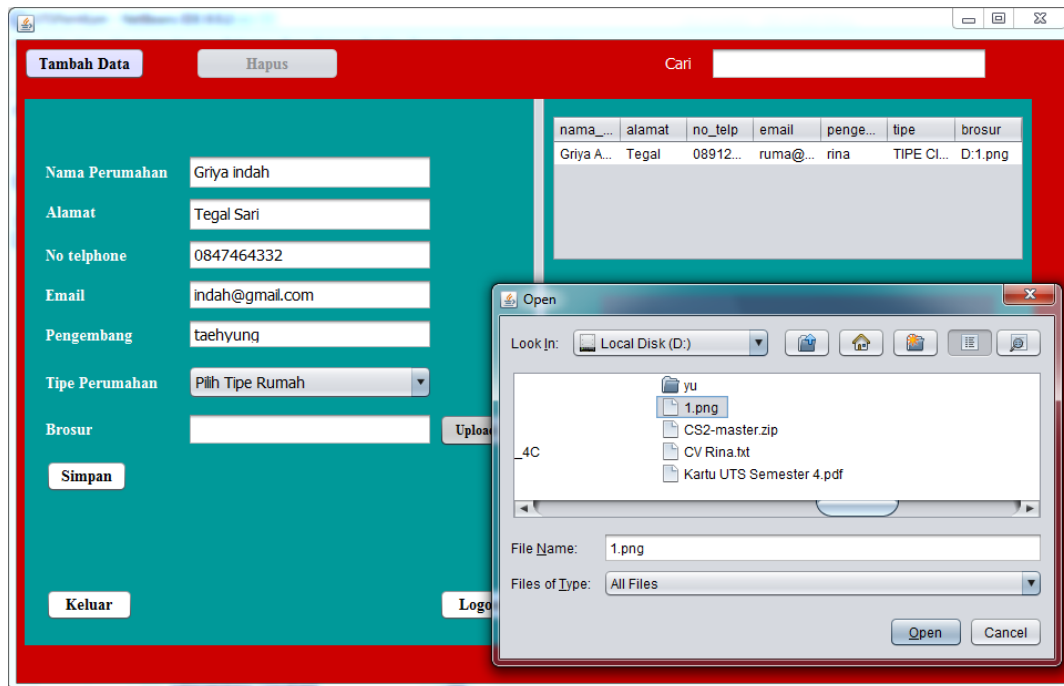 Tambah Data
Hapus
Cari
nama_... alamat no_telp email penge... tipe brosur
Griya A... Tegal 08912... ruma@... rina TIPE CI... D:1.png
Nama Perumahan Griya indah
Alamat Tegal Sari
No telphone 0847464332
Email indah@gmail.com
Pengembang taehyung
Tipe Perumahan Pilih Tipe Rumah
Brosur
Simpan
Keluar
Open
Look In: Local Disk (D:)
yu
1.png
CS2-master.zip
_4C CV Rina.txt
Kartu UTS Semester 4.pdf
File Name: 1.png
Files of Type: All Files
Open Cancel